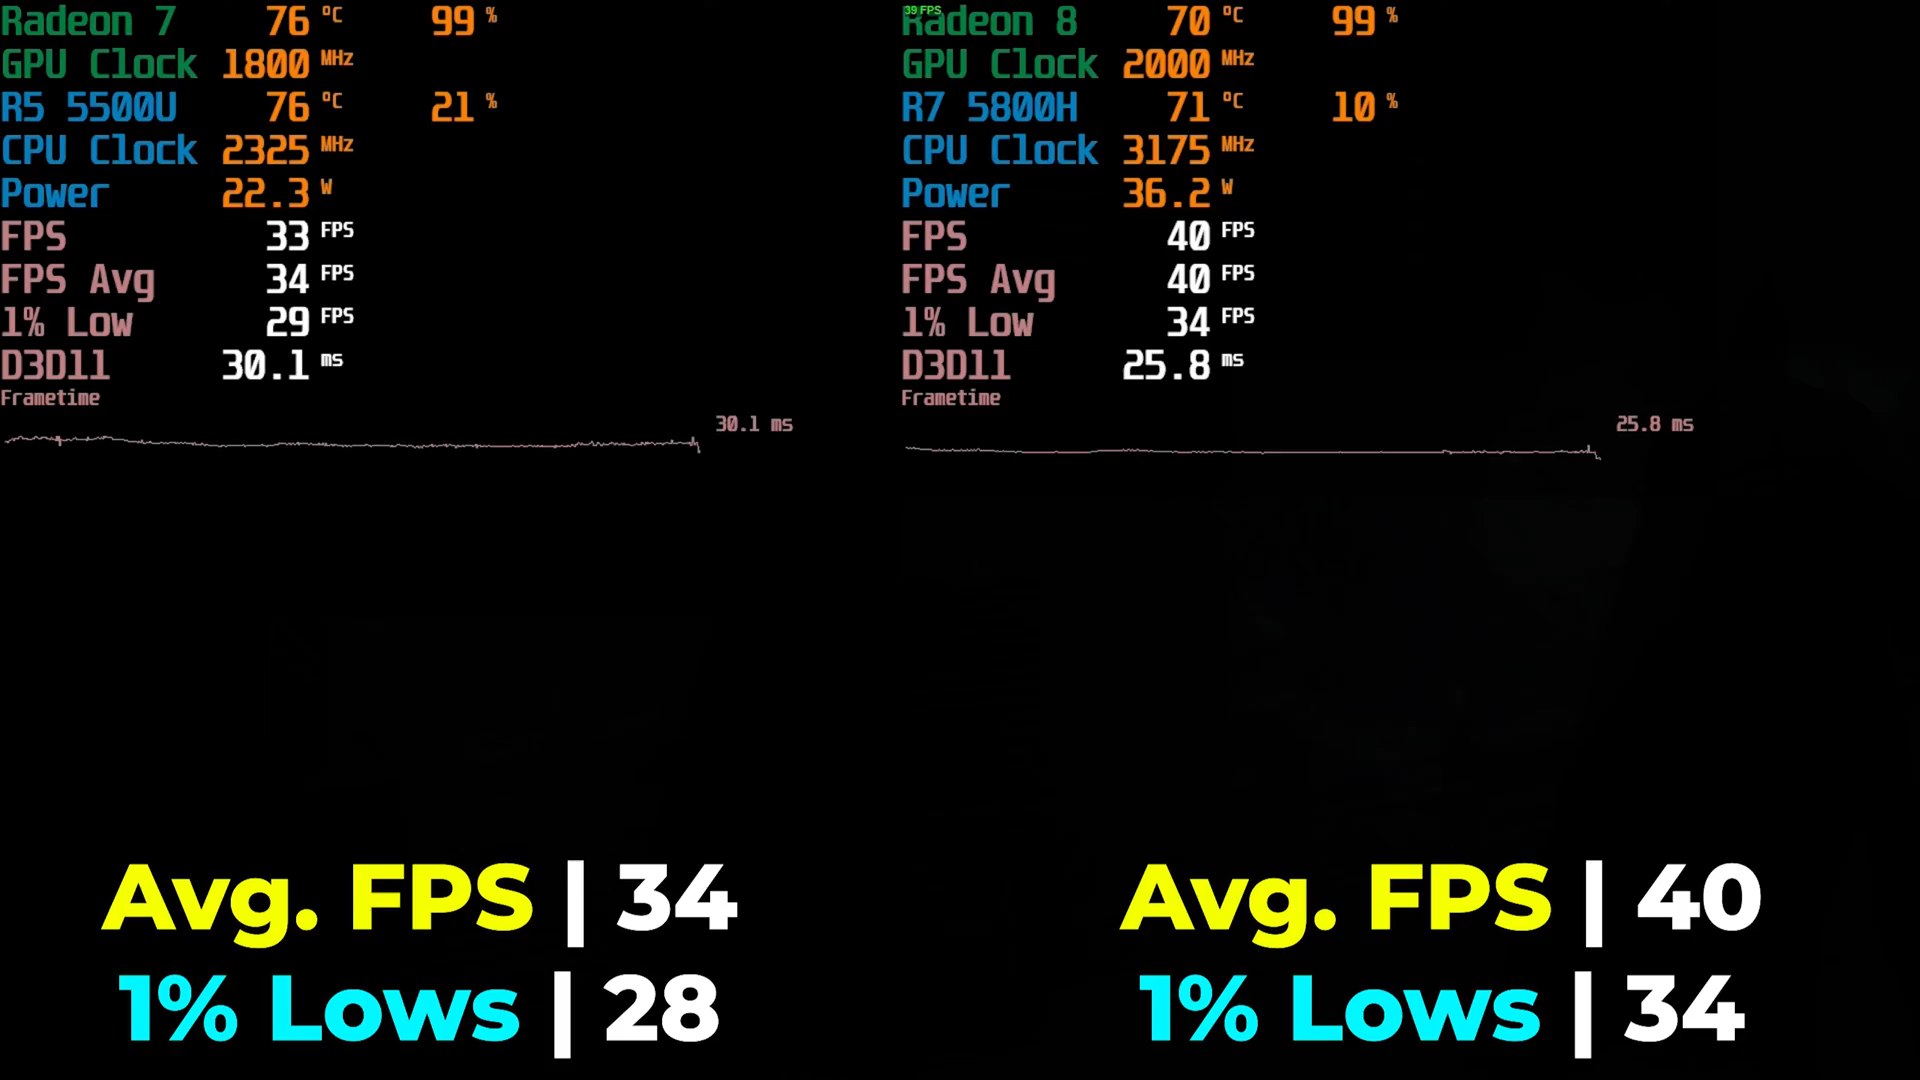 Radeon 7 76 °C 99 %
GPU Clock 1800 MHz
R5 5500U 76 °C 21 %
CPU Clock 2325 MHz
Power 22.3 W
FPS 33 FPS
FPS Avg 34 FPS
1% Low 29 FPS
D3D11 30.1 ms
Frametime
30.1 ms
Avg. FPS | 34
1% Lows | 28
39 FPS
Radeon 8 70 °C 99 %
GPU Clock 2000 MHz
R7 5800H 71 °C 10 %
CPU Clock 3175 MHz
Power 36.2 W
FPS 40 FPS
FPS Avg 40 FPS
1% Low 34 FPS
D3D11 25.8 ms
Frametime
25.8 ms
Avg. FPS | 40
1% Lows | 34